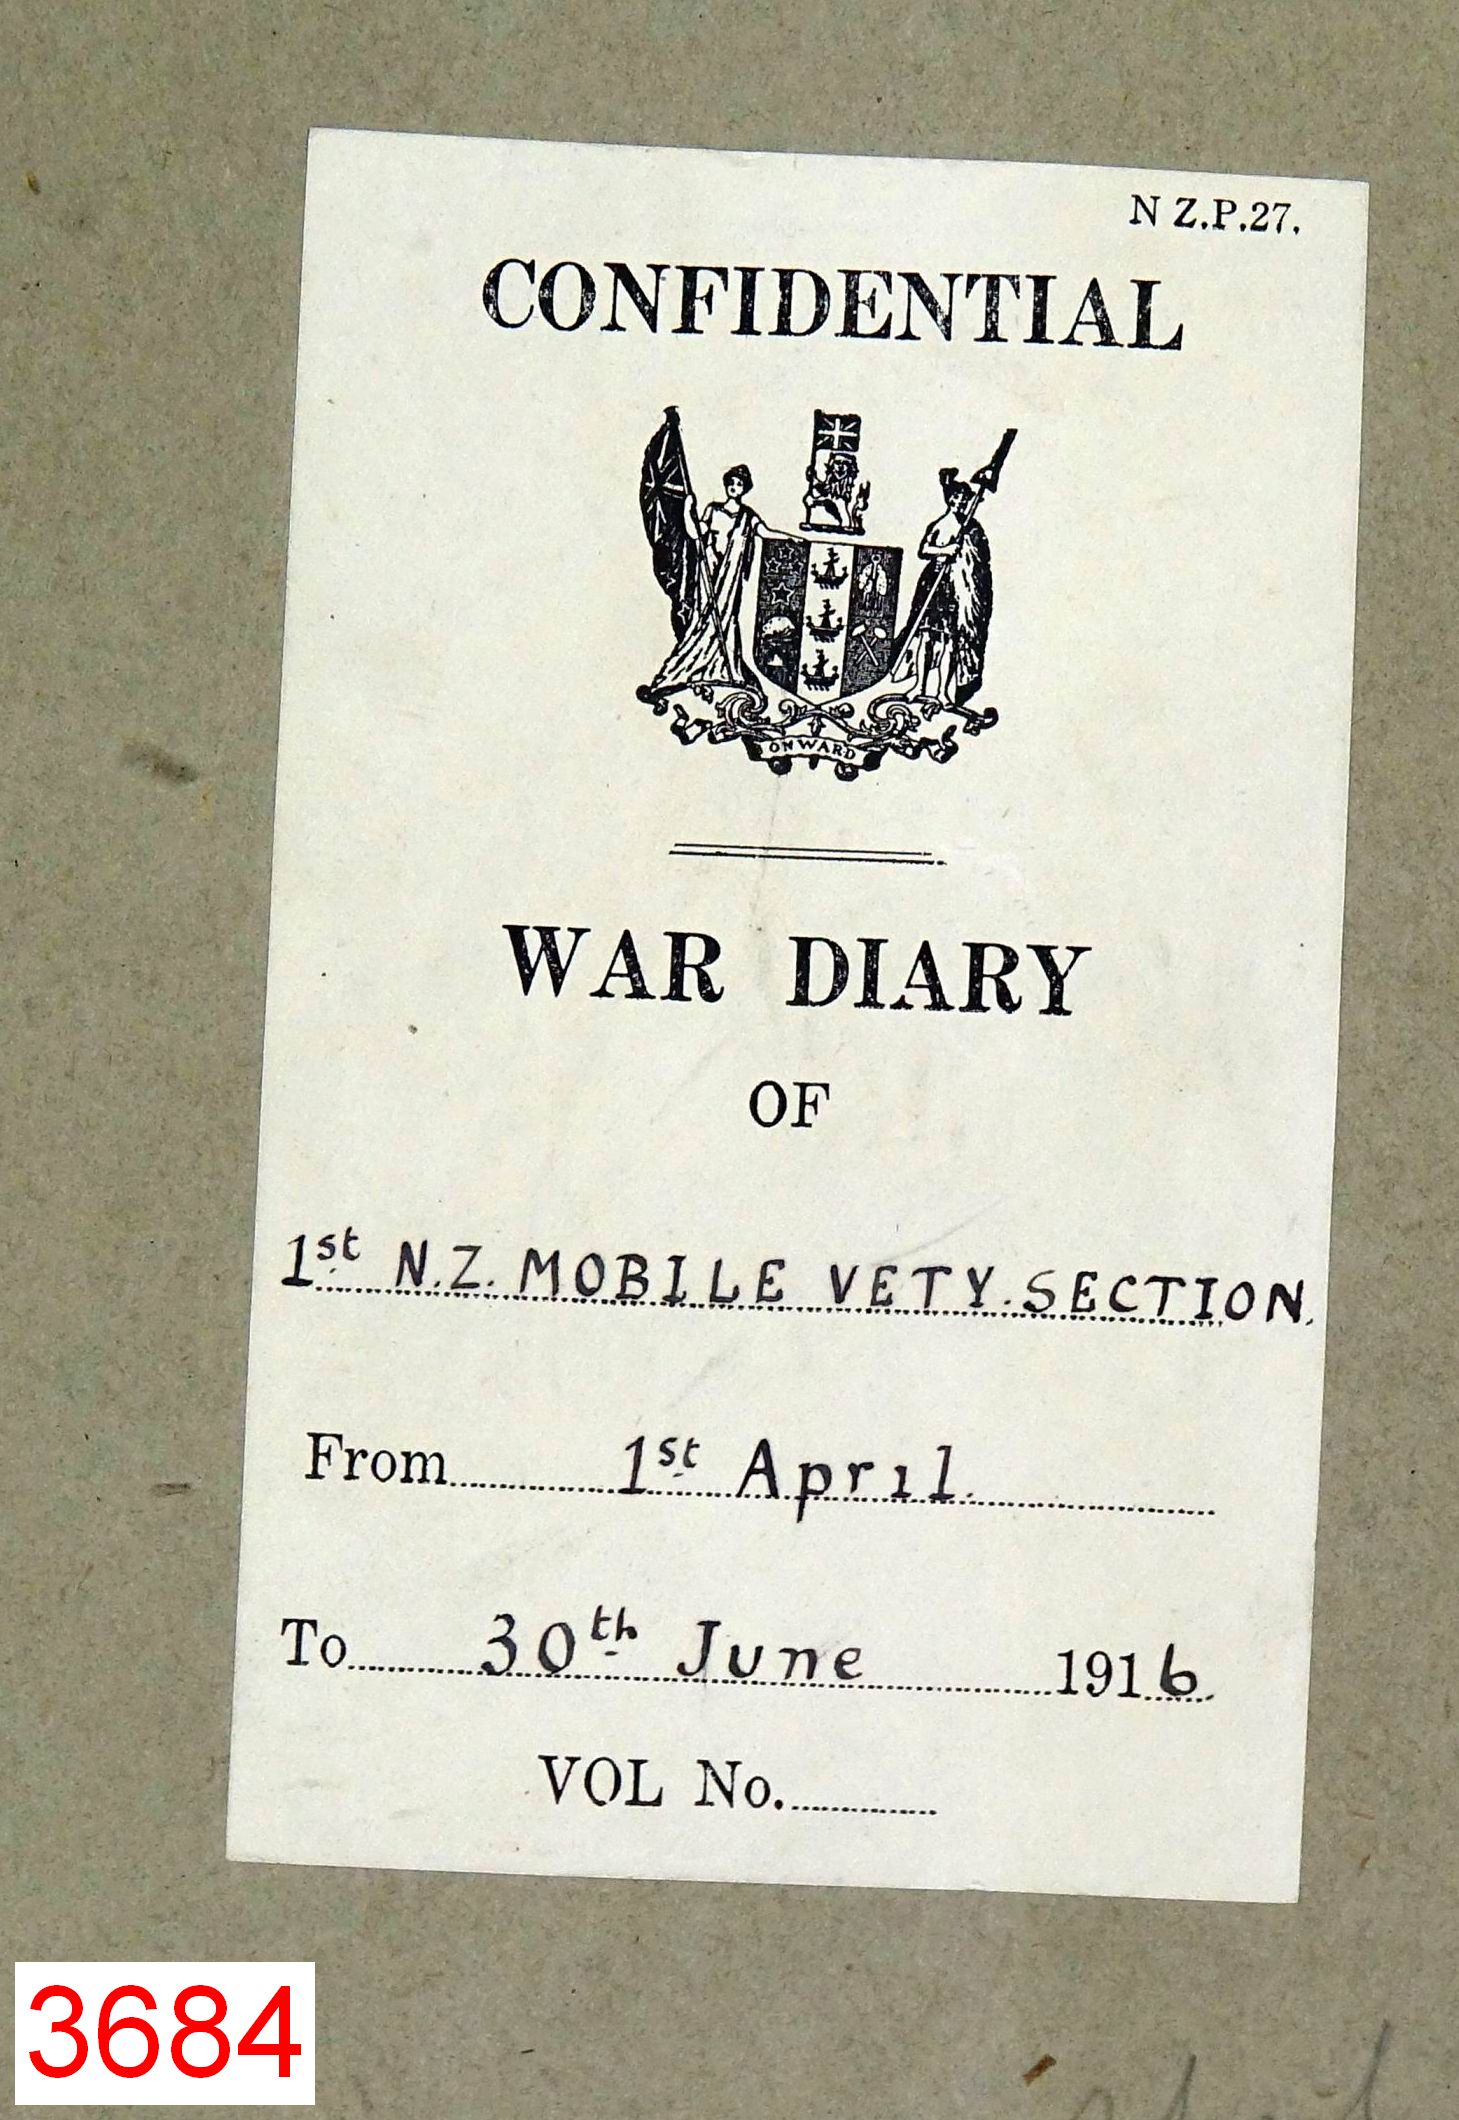 N Z.P.27.
CONFIDENTIAL
ONWARD
WAR DIARY
OF
1st N.Z. MOBILE VETY. SECTION.
From 1st April.
To 30th June 1916.
VOL No.
3684